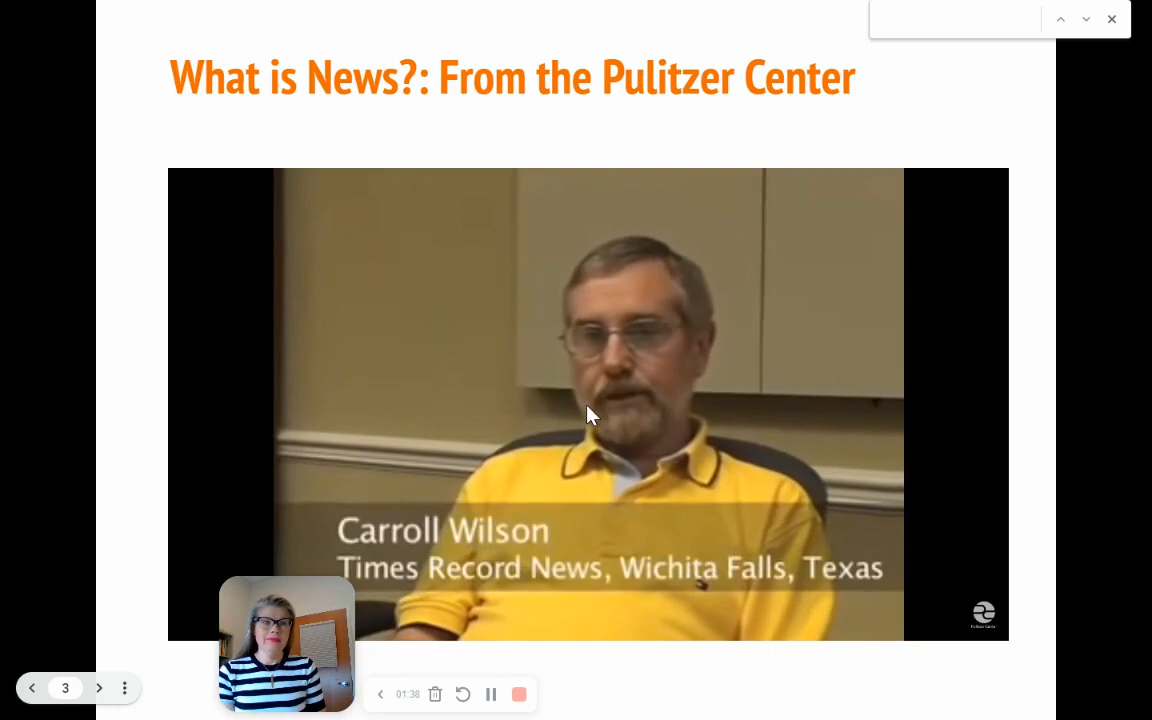 What is News?: From the Pulitzer Center
Carroll Wilson
Times Record News, Wichita Falls, Texas
3
01:38